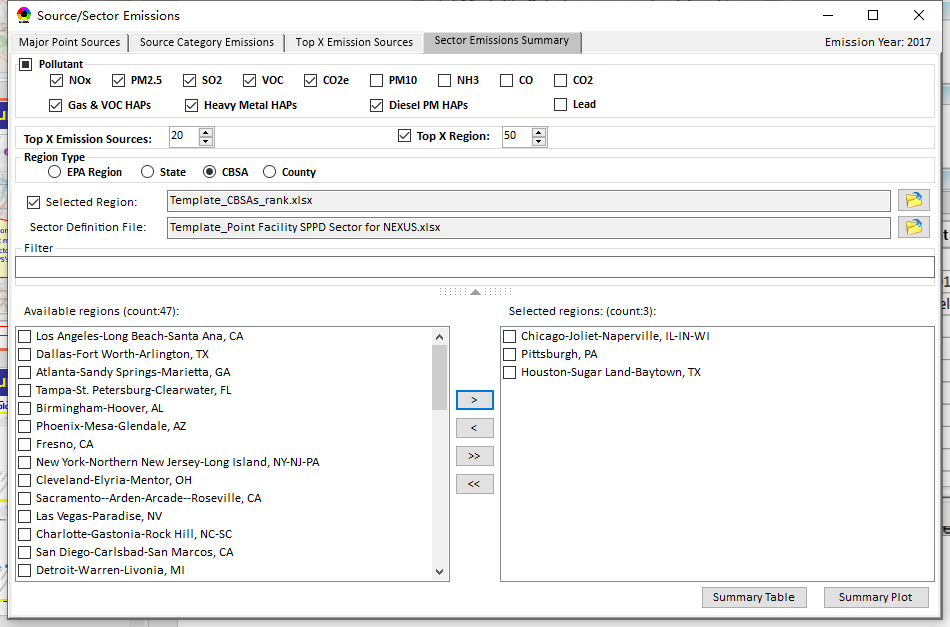 Source/Sector Emissions
Major Point Sources Source Category Emissions Top X Emission Sources Sector Emissions Summary Emission Year: 2017
Pollutant
NOx PM2.5 SO2 VOC CO2e PM10 NH3 CO CO2
Gas & VOC HAPs Heavy Metal HAPs Diesel PM HAPs Lead
Top X Emission Sources: 20 Top X Region: 50
Region Type
EPA Region State CBSA County
Selected Region: Template_CBSAs_rank.xlsx
Sector Definition File: Template_Point Facility SPPD Sector for NEXUS.xlsx
Filter
Available regions (count:47):
Los Angeles-Long Beach-Santa Ana, CA
Dallas-Fort Worth-Arlington, TX
Atlanta-Sandy Springs-Marietta, GA
Tampa-St. Petersburg-Clearwater, FL
Birmingham-Hoover, AL
Phoenix-Mesa-Glendale, AZ
Fresno, CA
New York-Northern New Jersey-Long Island, NY-NJ-PA
Cleveland-Elyria-Mentor, OH
Sacramento--Arden-Arcade--Roseville, CA
Las Vegas-Paradise, NV
Charlotte-Gastonia-Rock Hill, NC-SC
San Diego-Carlsbad-San Marcos, CA
Detroit-Warren-Livonia, MI
>
<
>>
<<
Selected regions: (count:3):
Chicago-Joliet-Naperville, IL-IN-WI
Pittsburgh, PA
Houston-Sugar Land-Baytown, TX
Summary Table Summary Plot